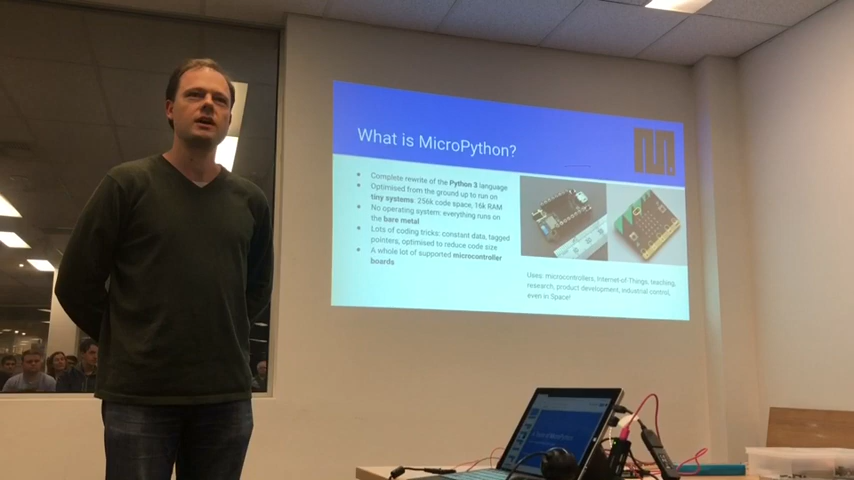 What is MicroPython?
Complete rewrite of the Python 3 language
Optimised from the ground up to run on
tiny systems: 256k code space, 16k RAM
No operating system: everything runs on
the bare metal
Lots of coding tricks: constant data, tagged
pointers, optimised to reduce code size
A whole lot of supported microcontroller
boards
Uses: microcontrollers, Internet-of-Things, teaching,
research, product development, industrial control,
even in Space!